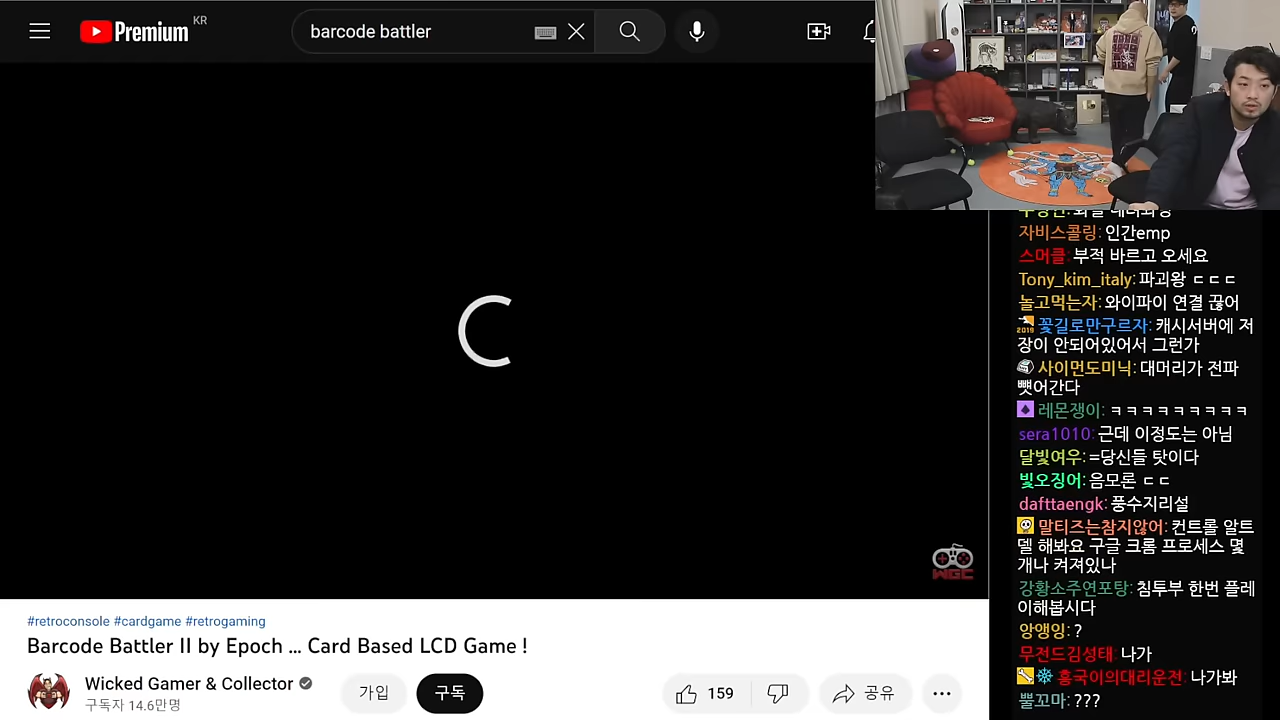 Premium KR
barcode battler
WGC
#retroconsole #cardgame #retrogaming
Barcode Battler II by Epoch ... Card Based LCD Game !
Wicked Gamer & Collector
구독자 14.6만명
가입
구독
159
공유
자비스콜링: 인간emp
스머클: 부적 바르고 오세요
Tony_kim_italy: 파괴왕 ㄷㄷㄷ
놀고먹는자: 와이파이 연결 끊어
2019 꽃길로만구르자: 캐시서버에 저
장이 안되어있어서 그런가
사이먼도미닉: 대머리가 전파
뺏어간다
레몬쟁이: ㅋㅋㅋㅋㅋㅋㅋㅋㅋ
sera1010: 근데 이정도는 아님
달빛여우: =당신들 탓이다
빛오징어: 음모론 ㄷㄷ
dafttaengk: 풍수지리설
말티즈는참지않어: 컨트롤 알트
델 해봐요 구글 크롬 프로세스 몇
개나 켜져있나
강황소주연포탕: 침투부 한번 플레
이해봅시다
앙앵잉: ?
무전드김성태: 나가
흥국이의대리운전: 나가봐
뿔꼬마: ???